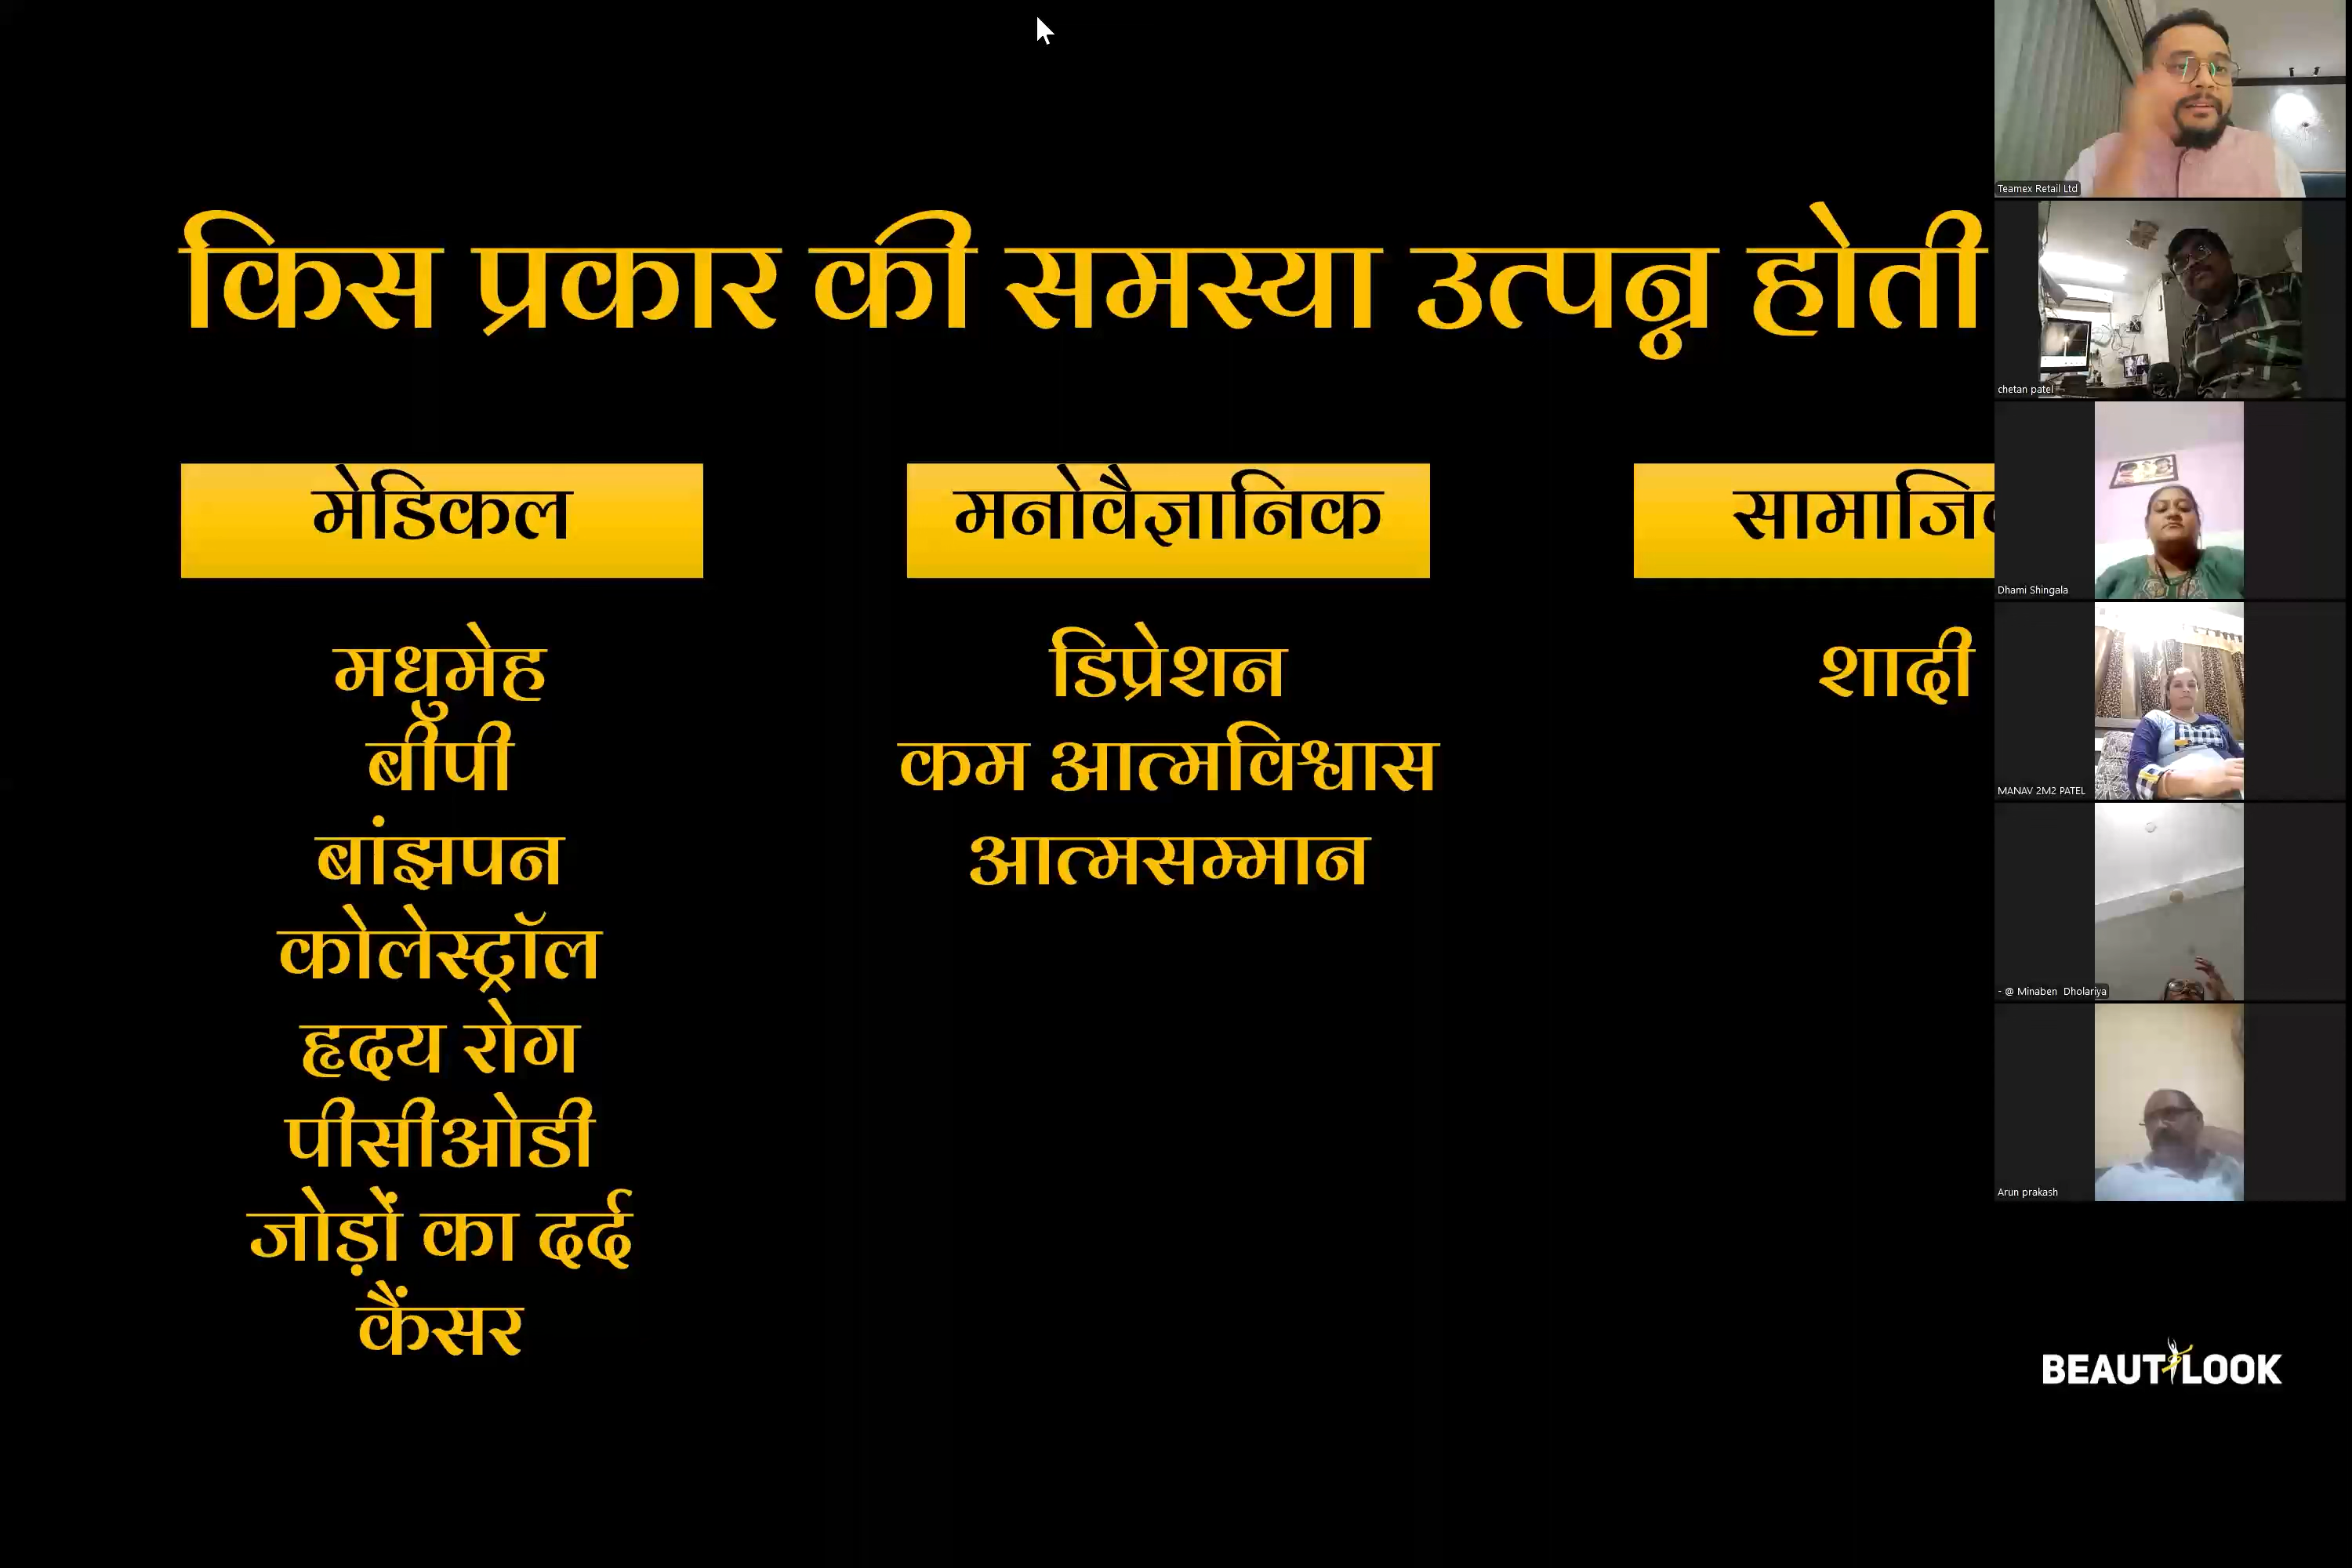 किस प्रकार की समस्या उत्पन्न होती
मेडिकल
मधुमेह
बीपी
बांझपन
कोलेस्ट्रॉल
हृदय रोग
पीसीओडी
जोड़ों का दर्द
कैंसर
मनोवैज्ञानिक
डिप्रेशन
कम आत्मविश्वास
आत्मसम्मान
सामाजि
शादी
Teamex Retail Ltd
chetan patel
Dhami Shingala
MANAV 2M2 PATEL
- @ Minaben Dholariya
Arun prakash
BEAUTYLOOK